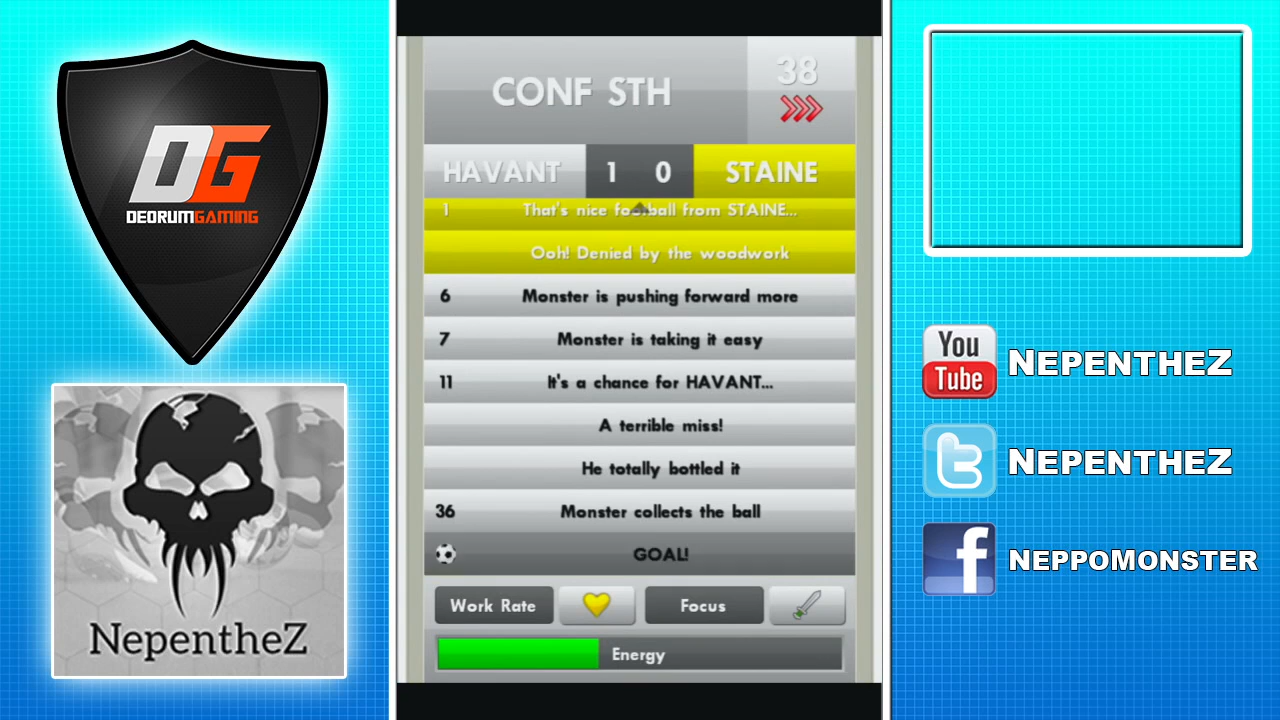 DG
DEORUMGAMING
NepentheZ
CONF STH
38
HAVANT 1 0 STAINE
1 That's nice football from STAINE...
Ooh! Denied by the woodwork
6 Monster is pushing forward more
7 Monster is taking it easy
11 It's a chance for HAVANT...
A terrible miss!
He totally bottled it
36 Monster collects the ball
GOAL!
Work Rate Focus
Energy
You
Tube
NEPENTHEZ
NEPENTHEZ
f
NEPPOMONSTER